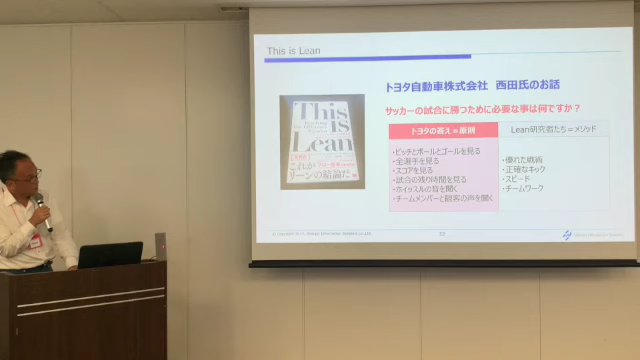 This is Lean
トヨタ自動車株式会社 西田氏のお話
サッカーの試合に勝つために必要な事は何ですか？
トヨタの答え＝原則
Lean研究者たち＝メソッド
・ピッチとボールとゴールを見る
・全選手を見る
・スコアを見る
・試合の残り時間を見る
・ホイッスルの音を聞く
・チームメンバーと観客の声を聞く
・優れた戦術
・正確なキック
・スピード
・チームワーク
This
is
Lean
これが
リーンの結論だ。